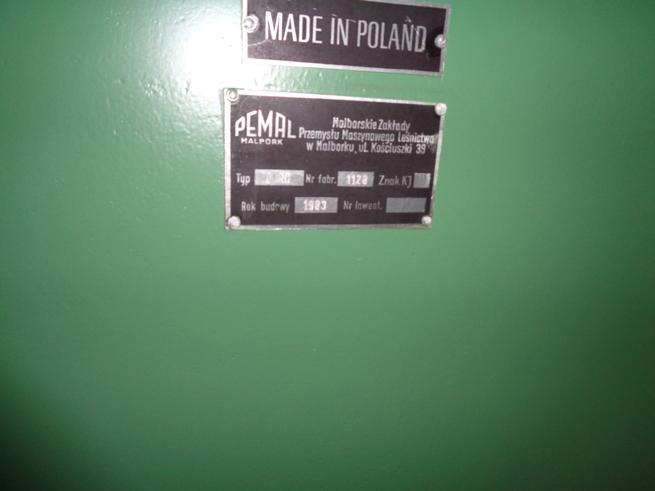 MADE IN POLAND
PEMAL
MALPORK
Malborskie Zakłady
Przemysłu Maszynowego Leśnictwa
w Malborku, ul. Kościuszki 39
Typ Nr fabr. 1120 Znak KJ
Rok budowy 1983 Nr inwent.